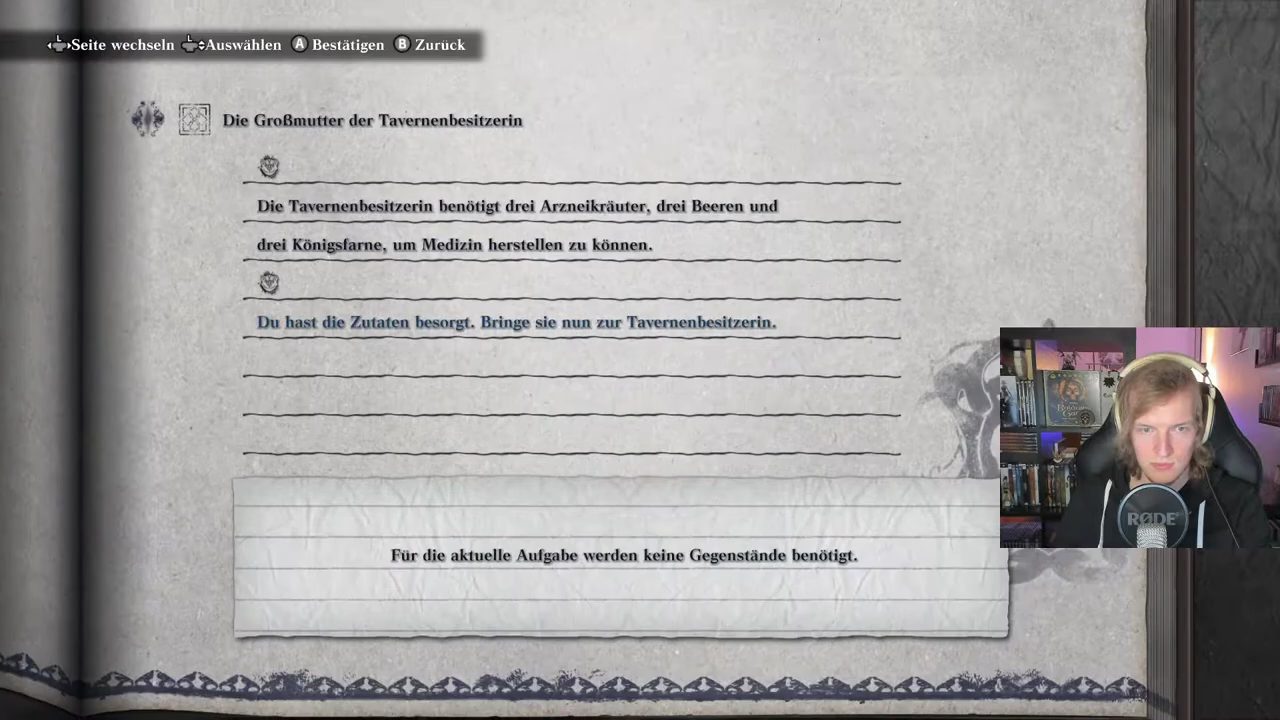 Seite wechseln Auswählen A Bestätigen B Zurück
Die Großmutter der Tavernenbesitzerin
Die Tavernenbesitzerin benötigt drei Arzneikräuter, drei Beeren und
drei Königsfarne, um Medizin herstellen zu können.
Du hast die Zutaten besorgt. Bringe sie nun zur Tavernenbesitzerin.
Für die aktuelle Aufgabe werden keine Gegenstände benötigt.
RØDE